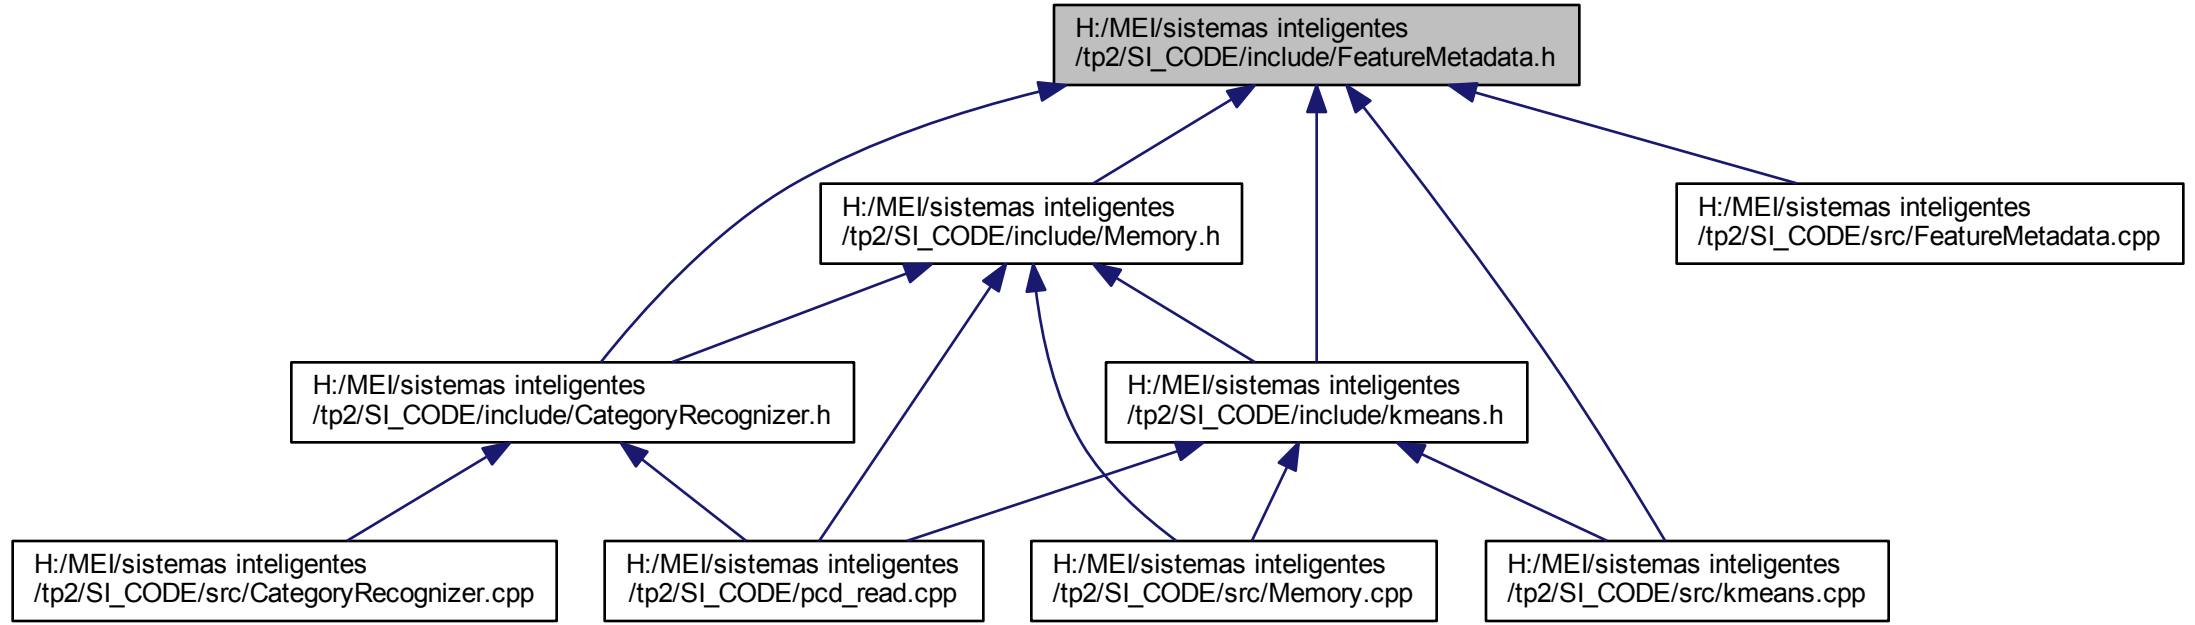 H:/MEI/sistemas inteligentes
/tp2/SI_CODE/include/FeatureMetadata.h
H:/MEI/sistemas inteligentes
/tp2/SI_CODE/include/Memory.h
H:/MEI/sistemas inteligentes
/tp2/SI_CODE/src/FeatureMetadata.cpp
H:/MEI/sistemas inteligentes
/tp2/SI_CODE/include/CategoryRecognizer.h
H:/MEI/sistemas inteligentes
/tp2/SI_CODE/include/kmeans.h
H:/MEI/sistemas inteligentes
/tp2/SI_CODE/src/CategoryRecognizer.cpp
H:/MEI/sistemas inteligentes
/tp2/SI_CODE/pcd_read.cpp
H:/MEI/sistemas inteligentes
/tp2/SI_CODE/src/Memory.cpp
H:/MEI/sistemas inteligentes
/tp2/SI_CODE/src/kmeans.cpp